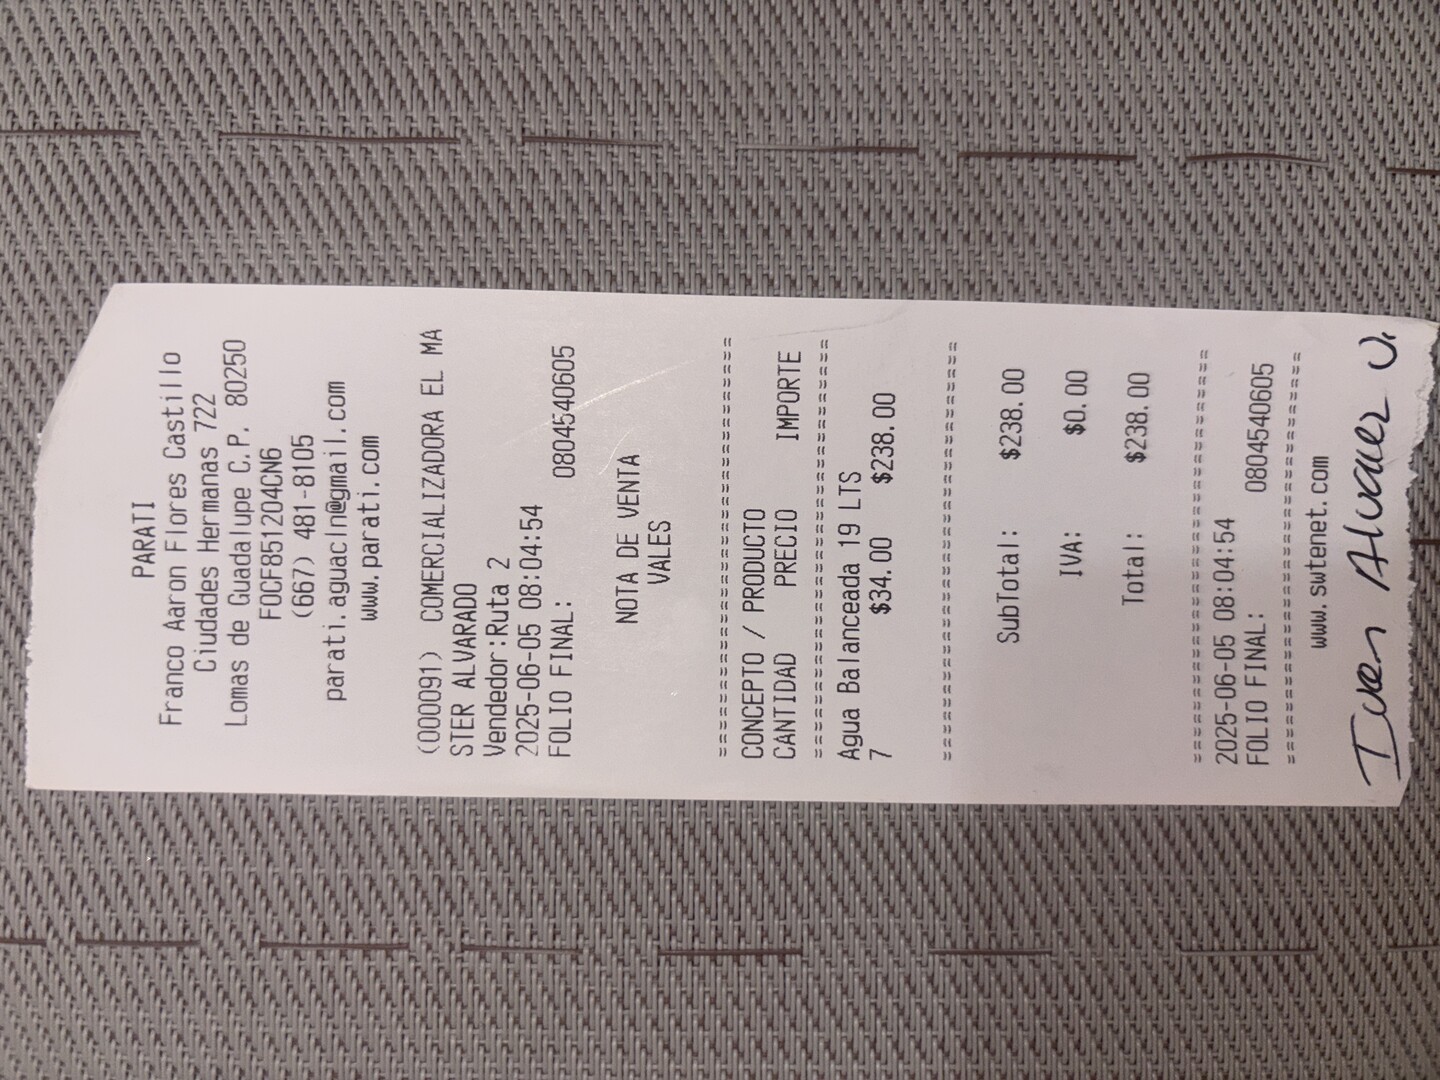 PARATI
Franco Aaron Flores Castillo
Ciudades Hermanas 722
Lomas de Guadalupe C.P. 80250
FOCF851204CN6
(667) 481-8105
parati.aguacln@gmail.com
www.parati.com
(000091) COMERCIALIZADORA EL MA
STER ALVARADO
Vendedor:Ruta 2
2025-06-05 08:04:54
FOLIO FINAL: 0804540605
NOTA DE VENTA
VALES
==============================
CONCEPTO / PRODUCTO
CANTIDAD PRECIO IMPORTE
==============================
Agua Balanceada 19 LTS
7 $34.00 $238.00
==============================
SubTotal: $238.00
IVA: $0.00
Total: $238.00
==============================
2025-06-05 08:04:54
FOLIO FINAL: 0804540605
==============================
www.swtenet.com
Iven Alvarez